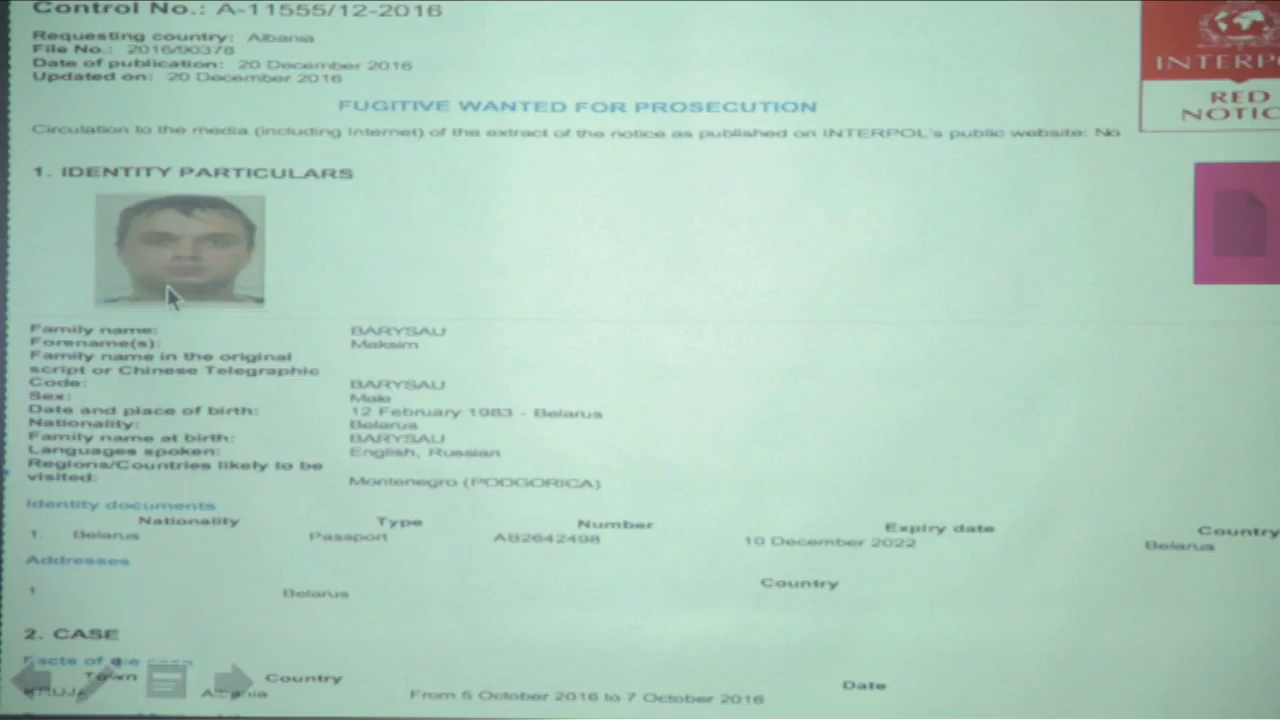 Control No.: A-11555/12-2016
Requesting country: Albania
File No.: 2016/90378
Date of publication: 20 December 2016
Updated on: 20 December 2016
INTERP
RED
NOTIC
FUGITIVE WANTED FOR PROSECUTION
Circulation to the media (including Internet) of the extract of the notice as published on INTERPOL's public website: No
1. IDENTITY PARTICULARS
Family name: BARYSAU
Forename(s): Maksim
Family name in the original
script or Chinese Telegraphic
Code: BARYSAU
Sex: Male
Date and place of birth: 12 February 1983 - Belarus
Nationality: Belarus
Family name at birth: BARYSAU
Languages spoken: English, Russian
Regions/Countries likely to be
visited: Montenegro (PODGORICA)
Identity documents
Nationality Type Number Expiry date Country
1 Belarus Passport AB2642498 10 December 2022 Belarus
Addresses
Country
1 Belarus
2. CASE
Facts of the
Town Country Date
KRUJA Albania From 5 October 2016 to 7 October 2016